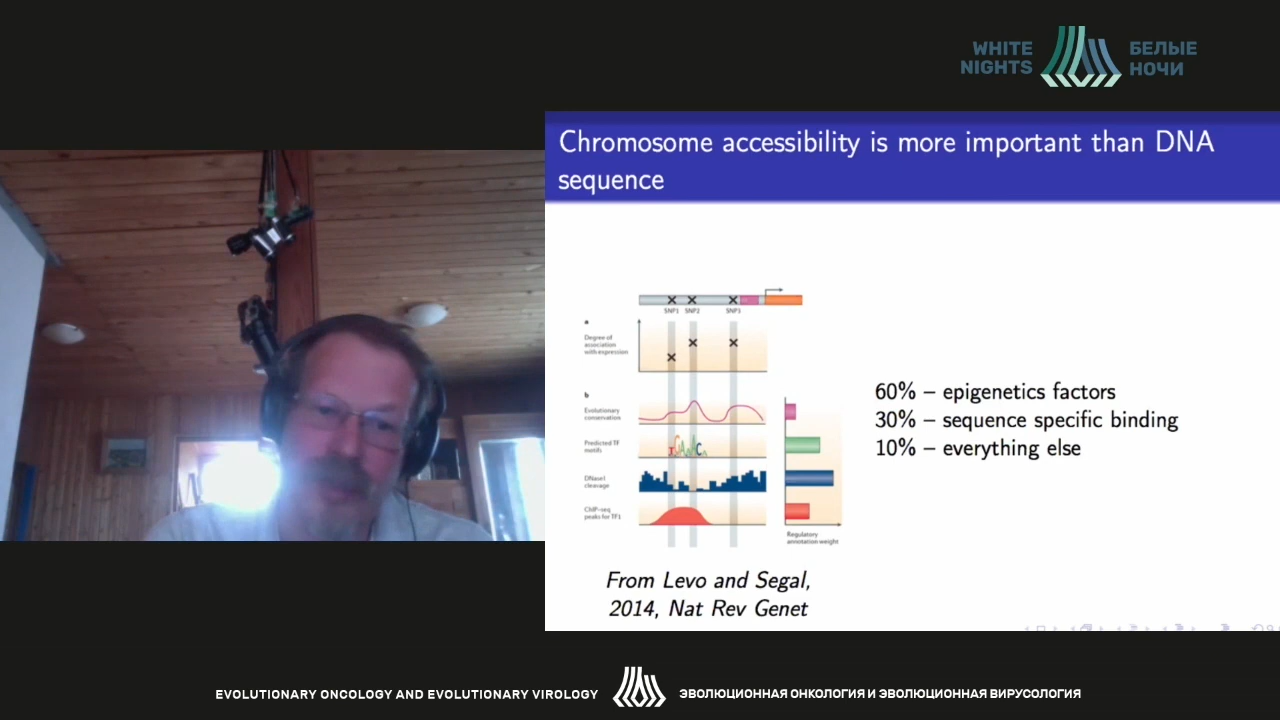 WHITE
NIGHTS
БЕЛЫЕ
НОЧИ
Chromosome accessibility is more important than DNA
sequence
SNP1 SNP2 SNP3
a
Degree of
association
with expression
b
Evolutionary
conservation
Predicted TF
motifs
DNaseI
cleavage
ChIP-seq
peaks for TF1
Regulatory
annotation weight
60% – epigenetics factors
30% – sequence specific binding
10% – everything else
From Levo and Segal,
2014, Nat Rev Genet
EVOLUTIONARY ONCOLOGY AND EVOLUTIONARY VIROLOGY
ЭВОЛЮЦИОННАЯ ОНКОЛОГИЯ И ЭВОЛЮЦИОННАЯ ВИРУСОЛОГИЯ